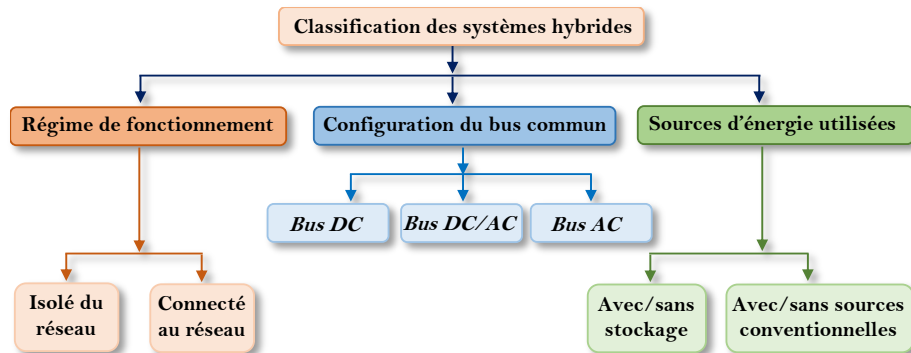 Classification des systèmes hybrides
Régime de fonctionnement
Configuration du bus commun
Sources d'énergie utilisées
Bus DC
Bus DC/AC
Bus AC
Isolé du
réseau
Connecté
au réseau
Avec/sans
stockage
Avec/sans sources
conventionnelles